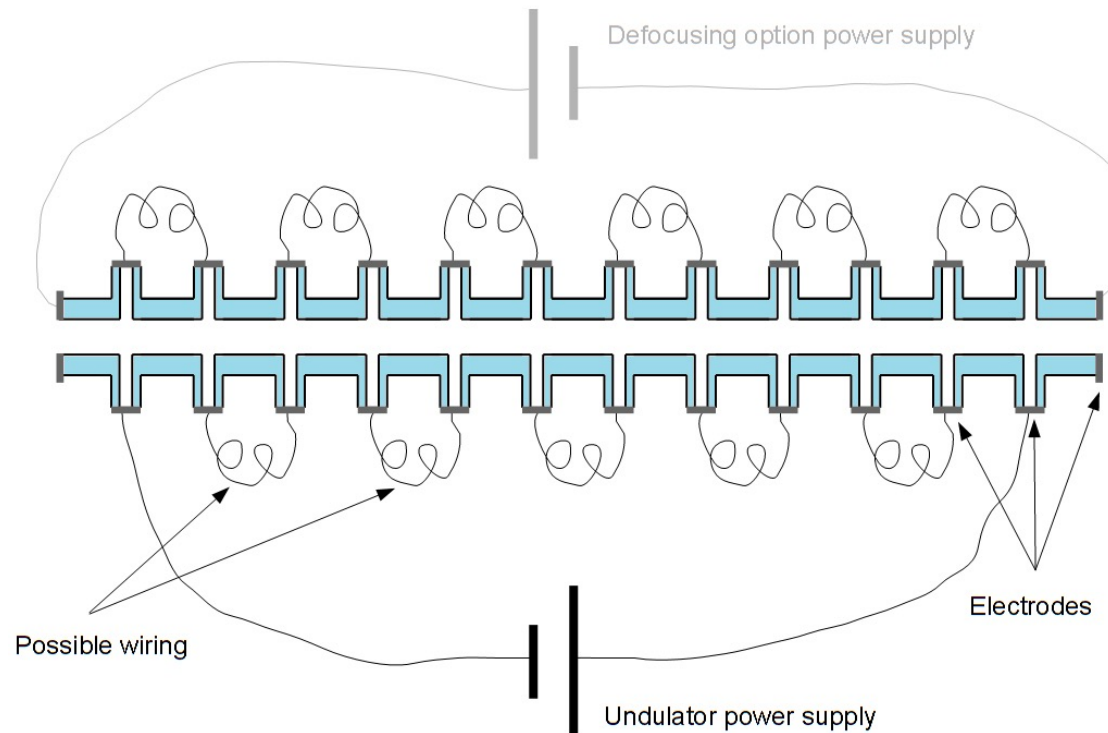 Defocusing option power supply
Electrodes
Possible wiring
Undulator power supply